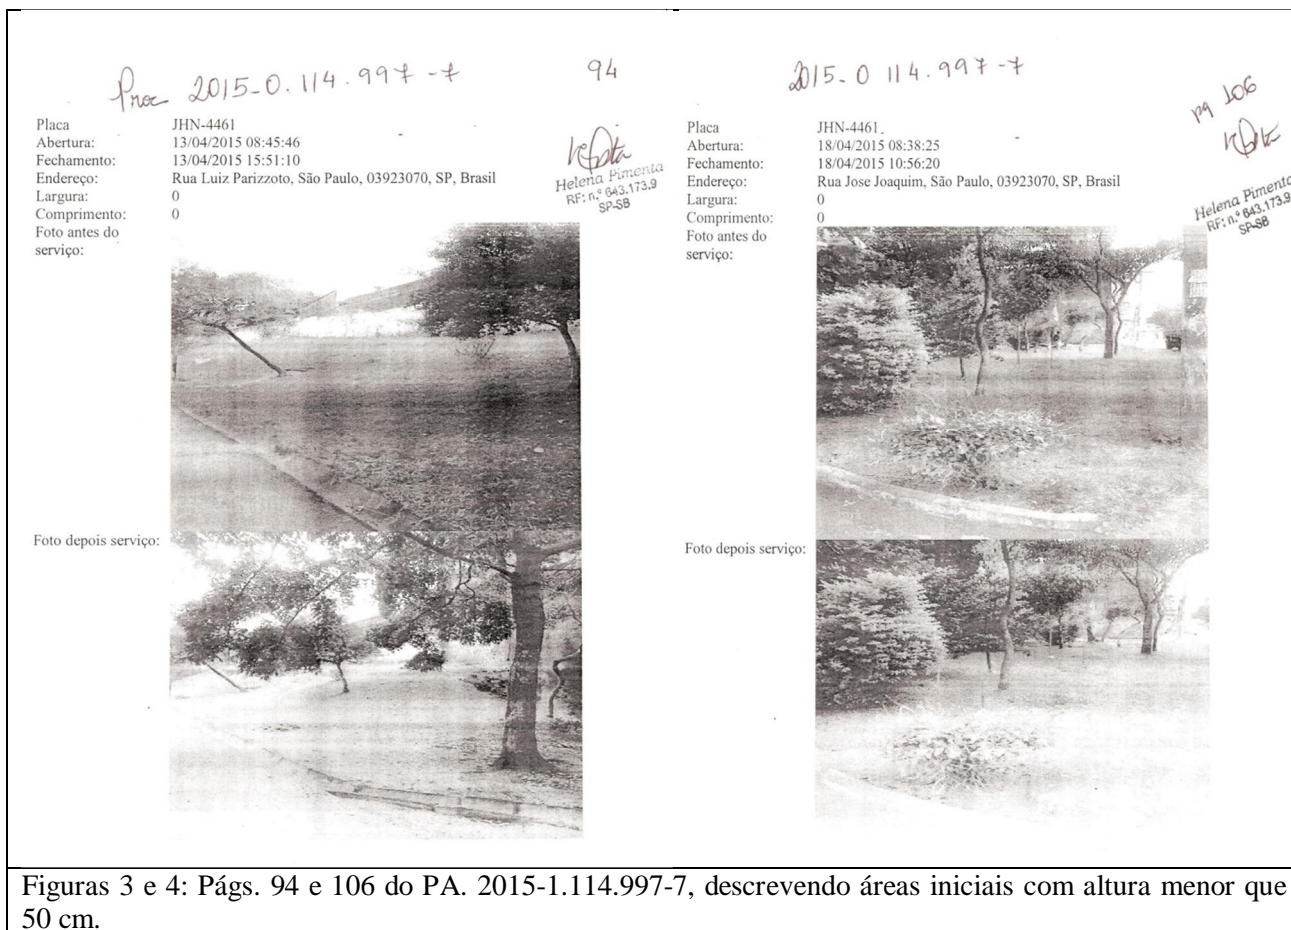 Proc 2015-0.114.997-7
94
Placa JHN-4461
Abertura: 13/04/2015 08:45:46
Fechamento: 13/04/2015 15:51:10
Endereço: Rua Luiz Parizzoto, São Paulo, 03923070, SP, Brasil
Largura: 0
Comprimento: 0
Foto antes do
serviço:
Helena Pimenta
RF: n.º 643.173.9
SP-SB
Foto depois serviço:
2015-0 114.997-7
pg 106
Placa JHN-4461
Abertura: 18/04/2015 08:38:25
Fechamento: 18/04/2015 10:56:20
Endereço: Rua Jose Joaquim, São Paulo, 03923070, SP, Brasil
Largura: 0
Comprimento: 0
Foto antes do
serviço:
Helena Pimenta
RF: n.º 643.173.9
SP-SB
Foto depois serviço:
Figuras 3 e 4: Págs. 94 e 106 do PA. 2015-1.114.997-7, descrevendo áreas iniciais com altura menor que
50 cm.